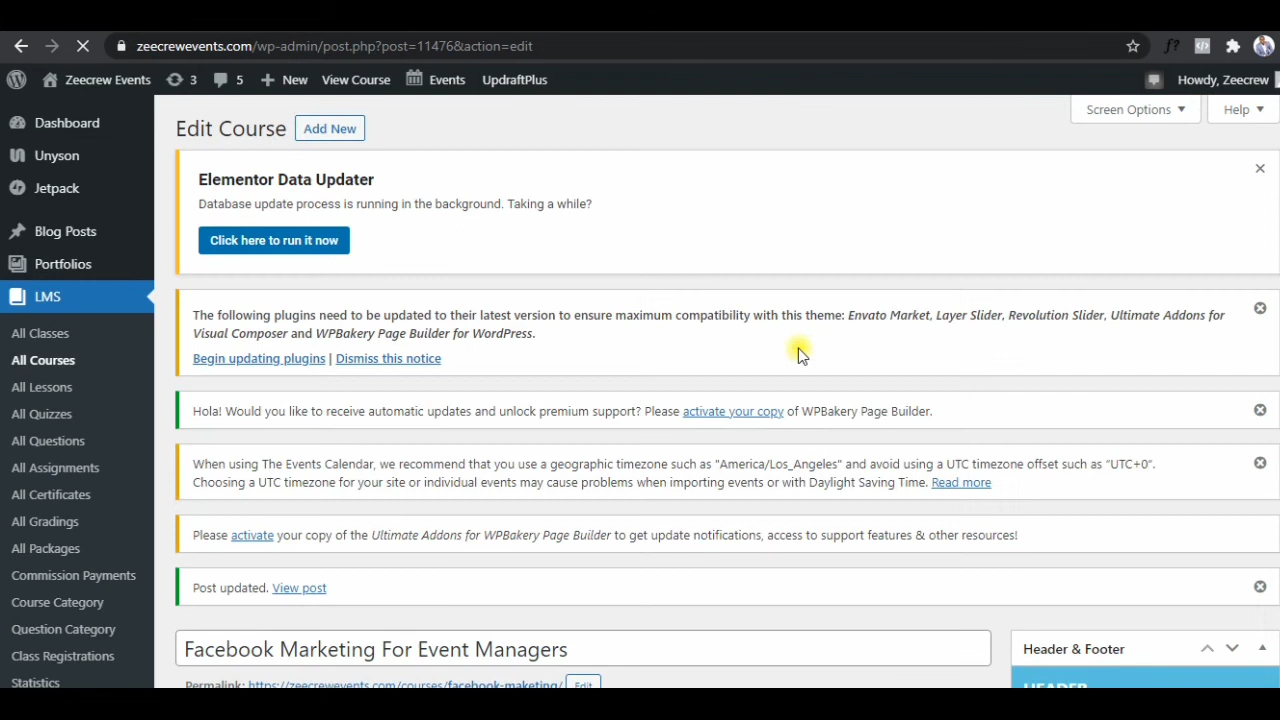 zeecrewevents.com/wp-admin/post.php?post=11476&action=edit
Zeecrew Events 3 5 New View Course Events UpdraftPlus Howdy, Zeecrew
Screen Options Help
Dashboard
Unyson
Jetpack
Blog Posts
Portfolios
LMS
All Classes
All Courses
All Lessons
All Quizzes
All Questions
All Assignments
All Certificates
All Gradings
All Packages
Commission Payments
Course Category
Question Category
Class Registrations
Statistics
Edit Course Add New
Elementor Data Updater
Database update process is running in the background. Taking a while?
Click here to run it now
The following plugins need to be updated to their latest version to ensure maximum compatibility with this theme: Envato Market, Layer Slider, Revolution Slider, Ultimate Addons for
Visual Composer and WPBakery Page Builder for WordPress.
Begin updating plugins | Dismiss this notice
Hola! Would you like to receive automatic updates and unlock premium support? Please activate your copy of WPBakery Page Builder.
When using The Events Calendar, we recommend that you use a geographic timezone such as "America/Los_Angeles" and avoid using a UTC timezone offset such as "UTC+0".
Choosing a UTC timezone for your site or individual events may cause problems when importing events or with Daylight Saving Time. Read more
Please activate your copy of the Ultimate Addons for WPBakery Page Builder to get update notifications, access to support features & other resources!
Post updated. View post
Facebook Marketing For Event Managers
Permalink: https://zeecrewevents.com/courses/facebook-maketing/ Edit
Header & Footer
HEADER